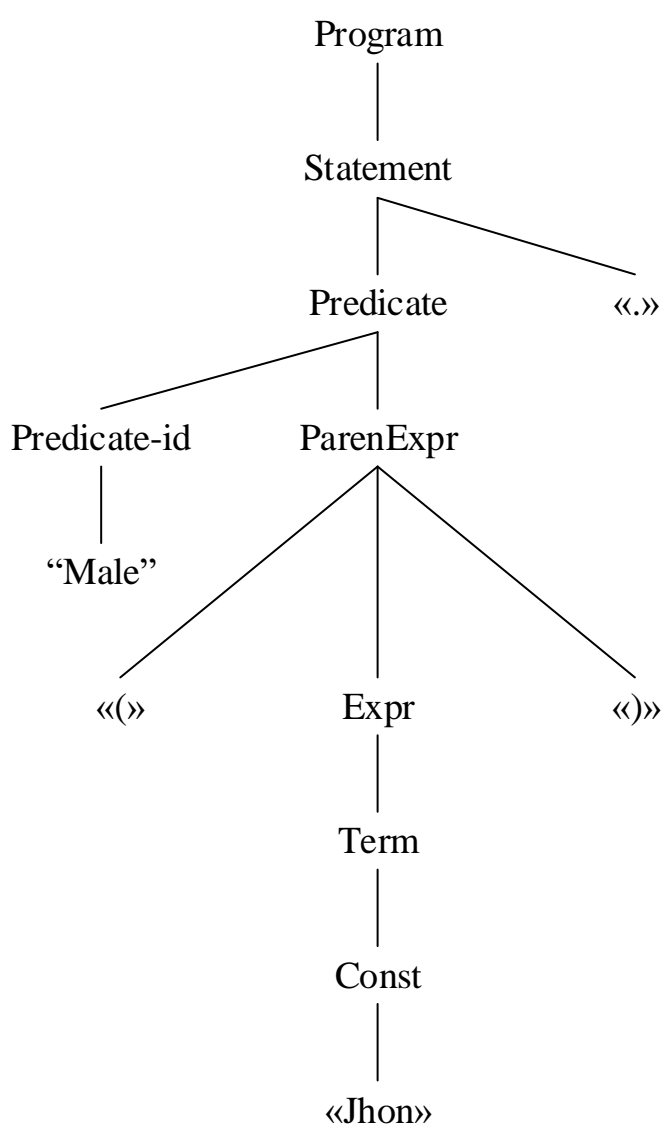 Program
Statement
Predicate «.»
Predicate-id ParenExpr
“Male”
«(» Expr «)»
Term
Const
«Jhon»